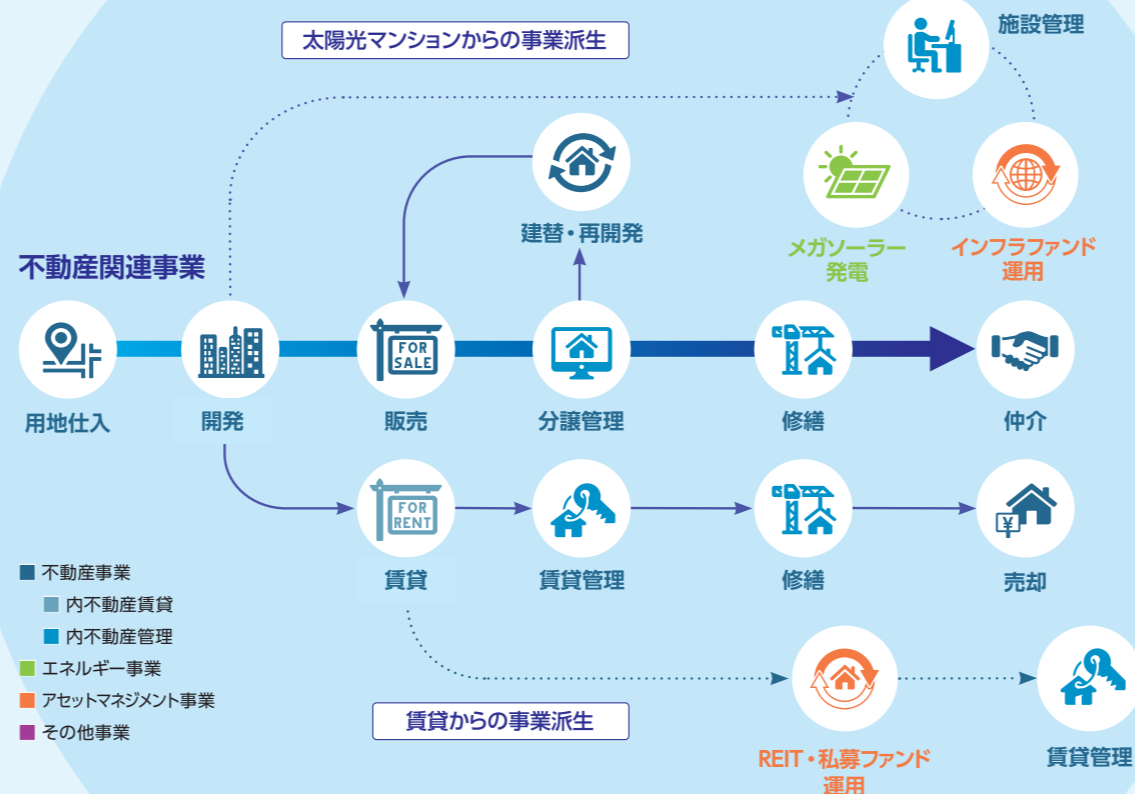 太陽光マンションからの事業派生
施設管理
建替・再開発
メガソーラー
発電
インフラファンド
運用
不動産関連事業
FOR
SALE
用地仕入
開発
販売
分譲管理
修繕
仲介
FOR
RENT
¥
賃貸
賃貸管理
修繕
売却
不動産事業
内不動産賃貸
内不動産管理
エネルギー事業
アセットマネジメント事業
その他事業
賃貸からの事業派生
REIT・私募ファンド
運用
賃貸管理